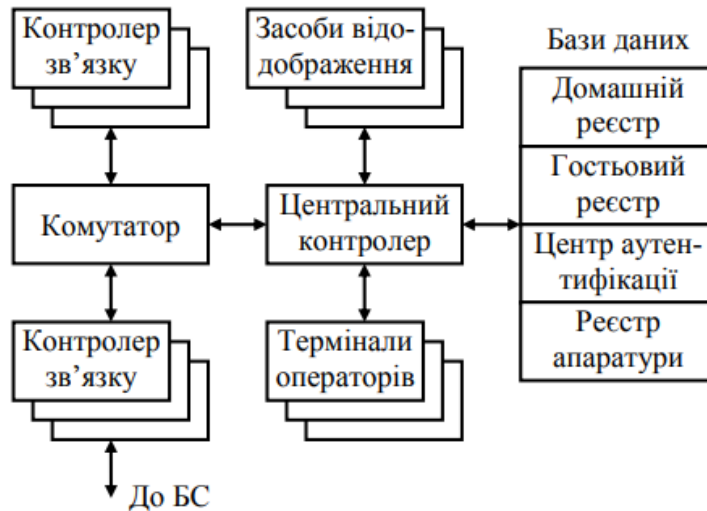 Контролер
зв’язку
Засоби відо-
дображення
Бази даних
Домашній
реєстр
Гостьовий
реєстр
Центр аутен-
тифікації
Реєстр
апаратури
Комутатор
Центральний
контролер
Контролер
зв’язку
Термінали
операторів
До БС